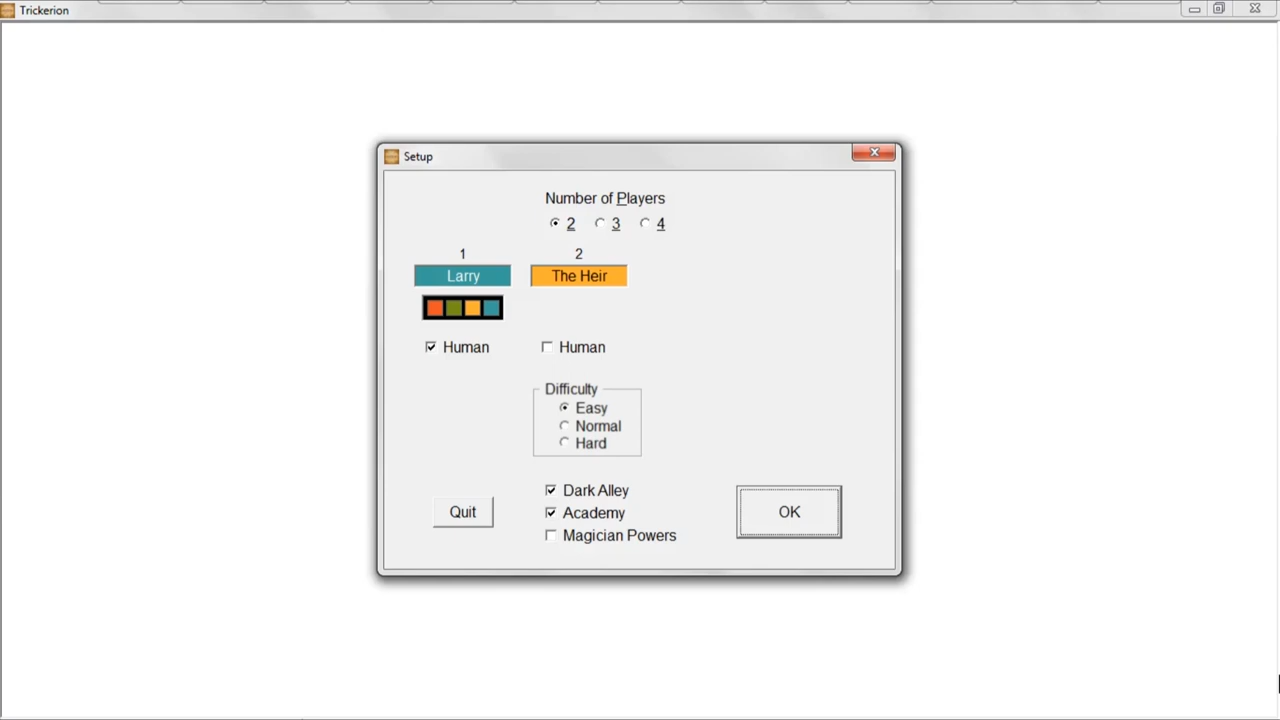 Trickerion
Setup
Number of Players
2 3 4
1 2
Larry The Heir
Human Human
Difficulty
Easy
Normal
Hard
Dark Alley
Academy
Magician Powers
Quit
OK